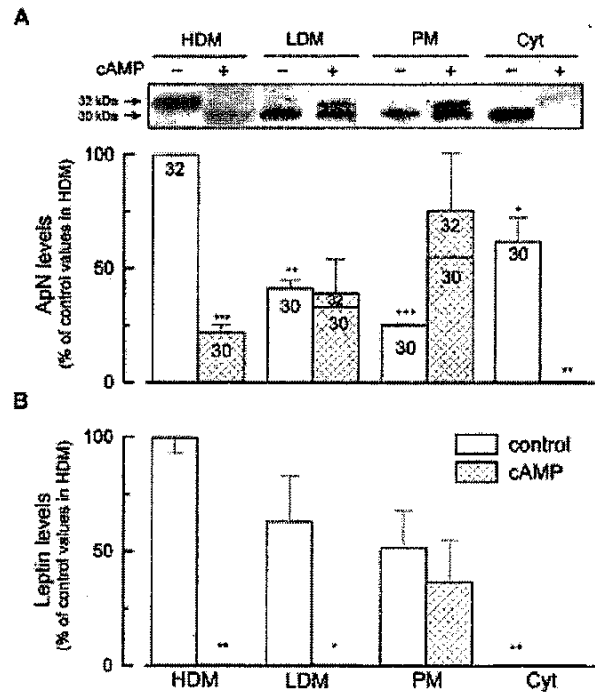 A
HDM LDM PM Cyt
cAMP − + − + − + − +
32 kDa →
30 kDa →
100
50
0
ApN levels
(% of control values in HDM)
32
***
30
**
30
32
30
***
30
32
30
*
30
**
B
100
50
0
Leptin levels
(% of control values in HDM)
control
cAMP
**
*
**
HDM LDM PM Cyt